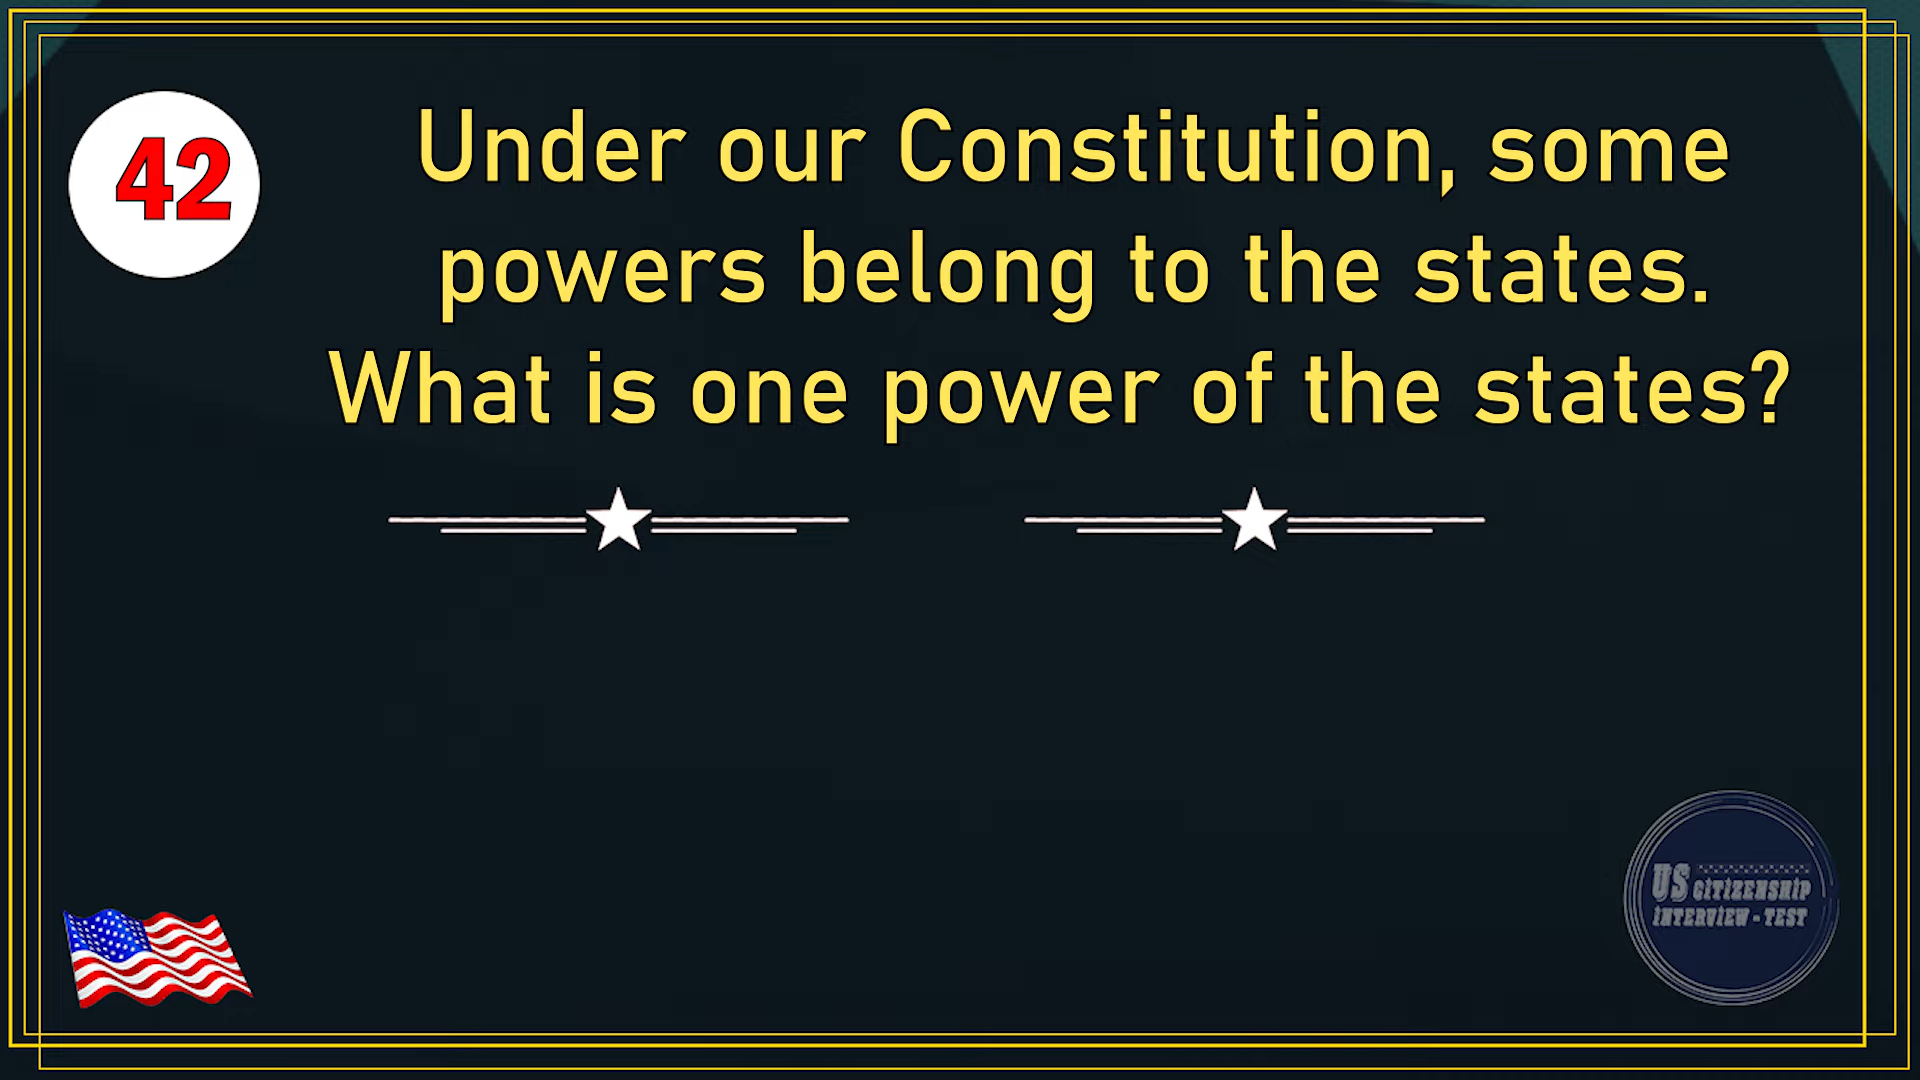 42
Under our Constitution, some
powers belong to the states.
What is one power of the states?
US CITIZENSHIP
INTERVIEW - TEST